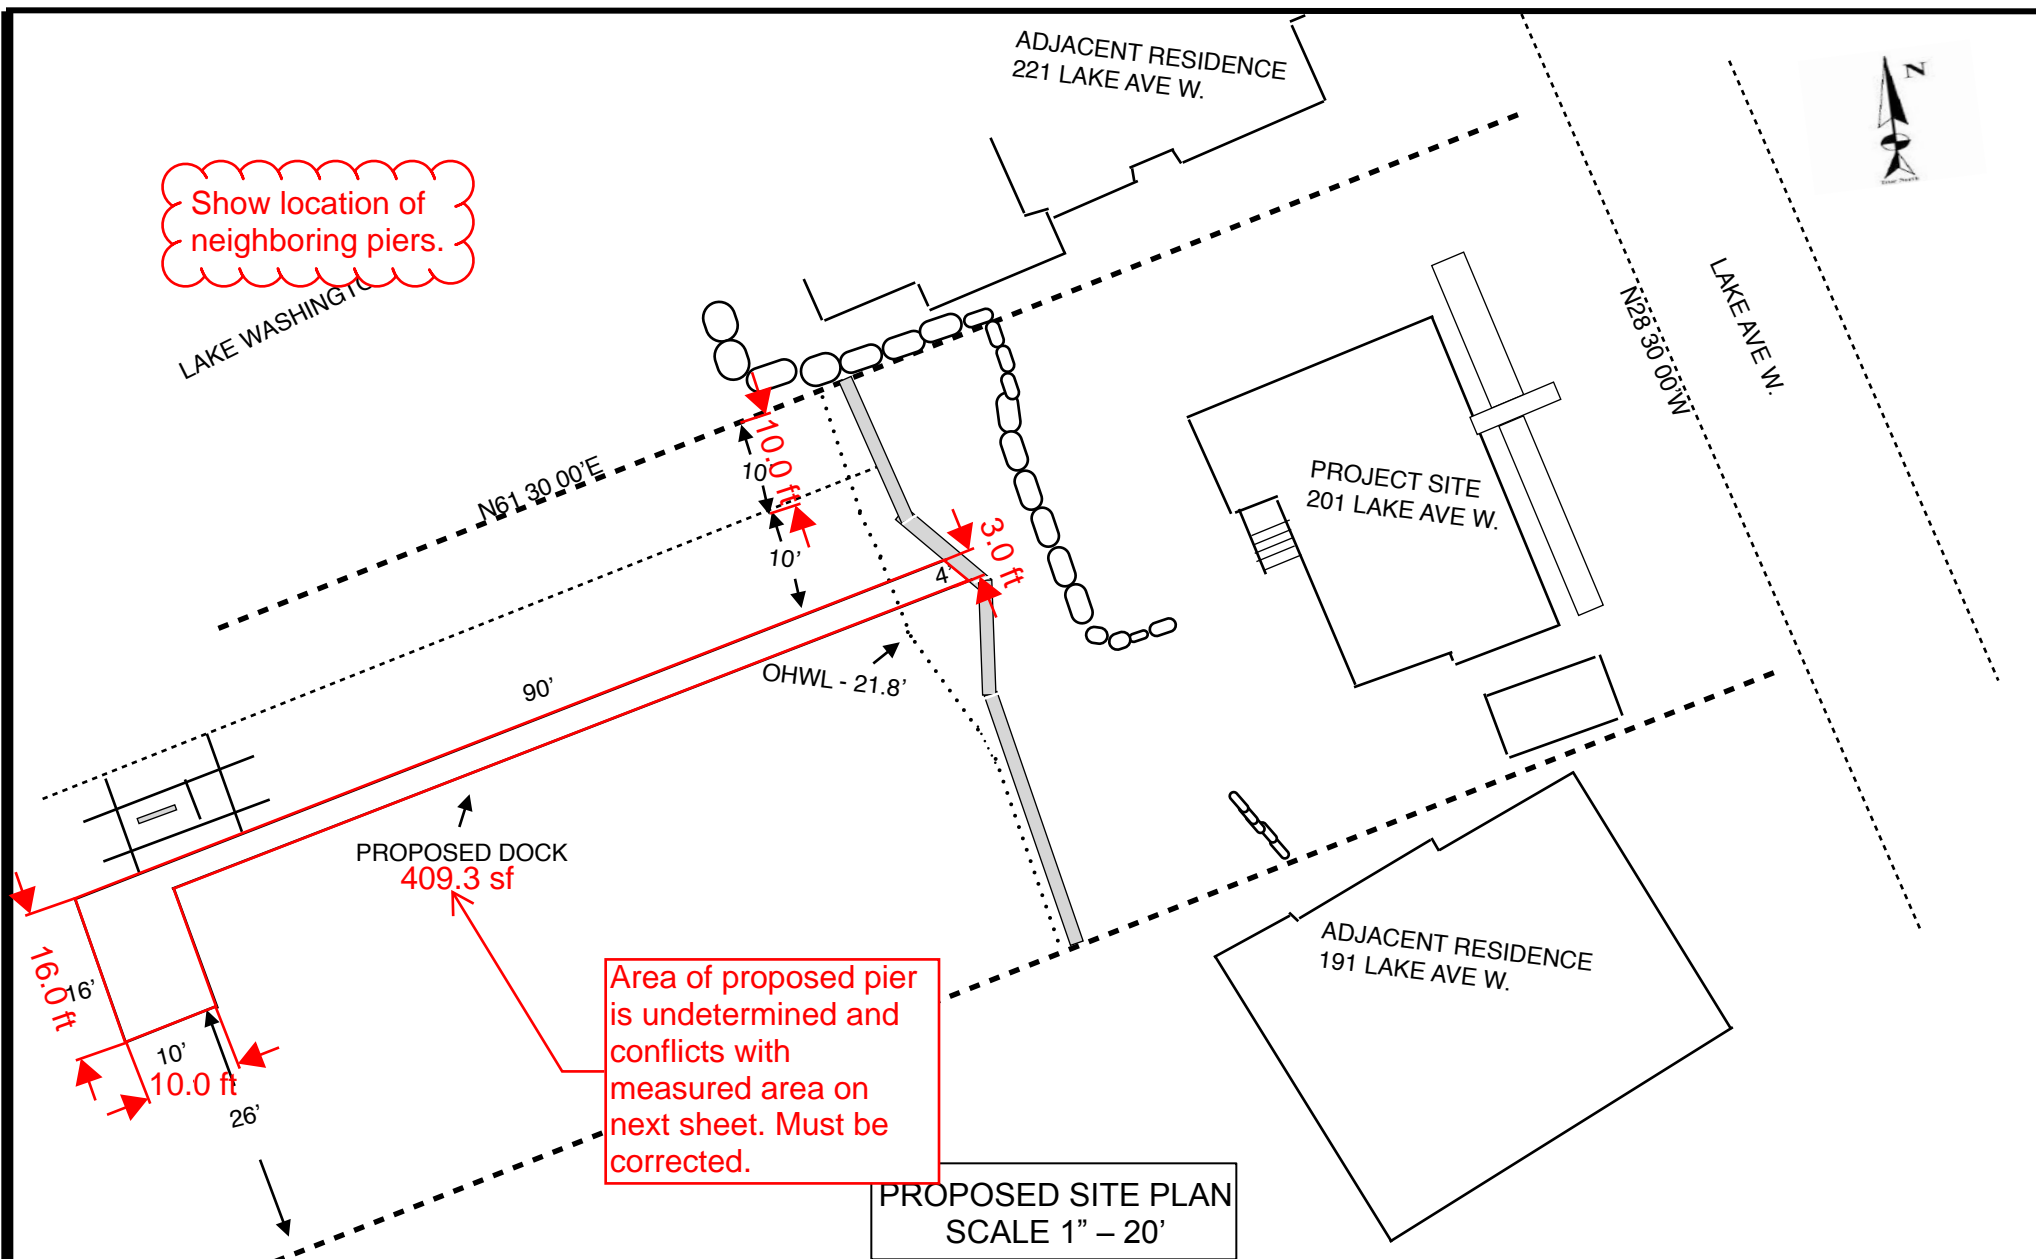 ADJACENT RESIDENCE
221 LAKE AVE W.
N
Show location of
neighboring piers.
LAKE WASHINGTO
LAKE AVE W.
N28 30 00'W
10.0 ft
10'
N61 30 00'E
PROJECT SITE
201 LAKE AVE W.
3.0 ft
10'
4'
OHWL - 21.8'
90'
PROPOSED DOCK
409.3 sf
16.0 ft
16'
10'
10.0 ft
26'
Area of proposed pier
is undetermined and
conflicts with
measured area on
next sheet. Must be
corrected.
ADJACENT RESIDENCE
191 LAKE AVE W.
PROPOSED SITE PLAN
SCALE 1” – 20’